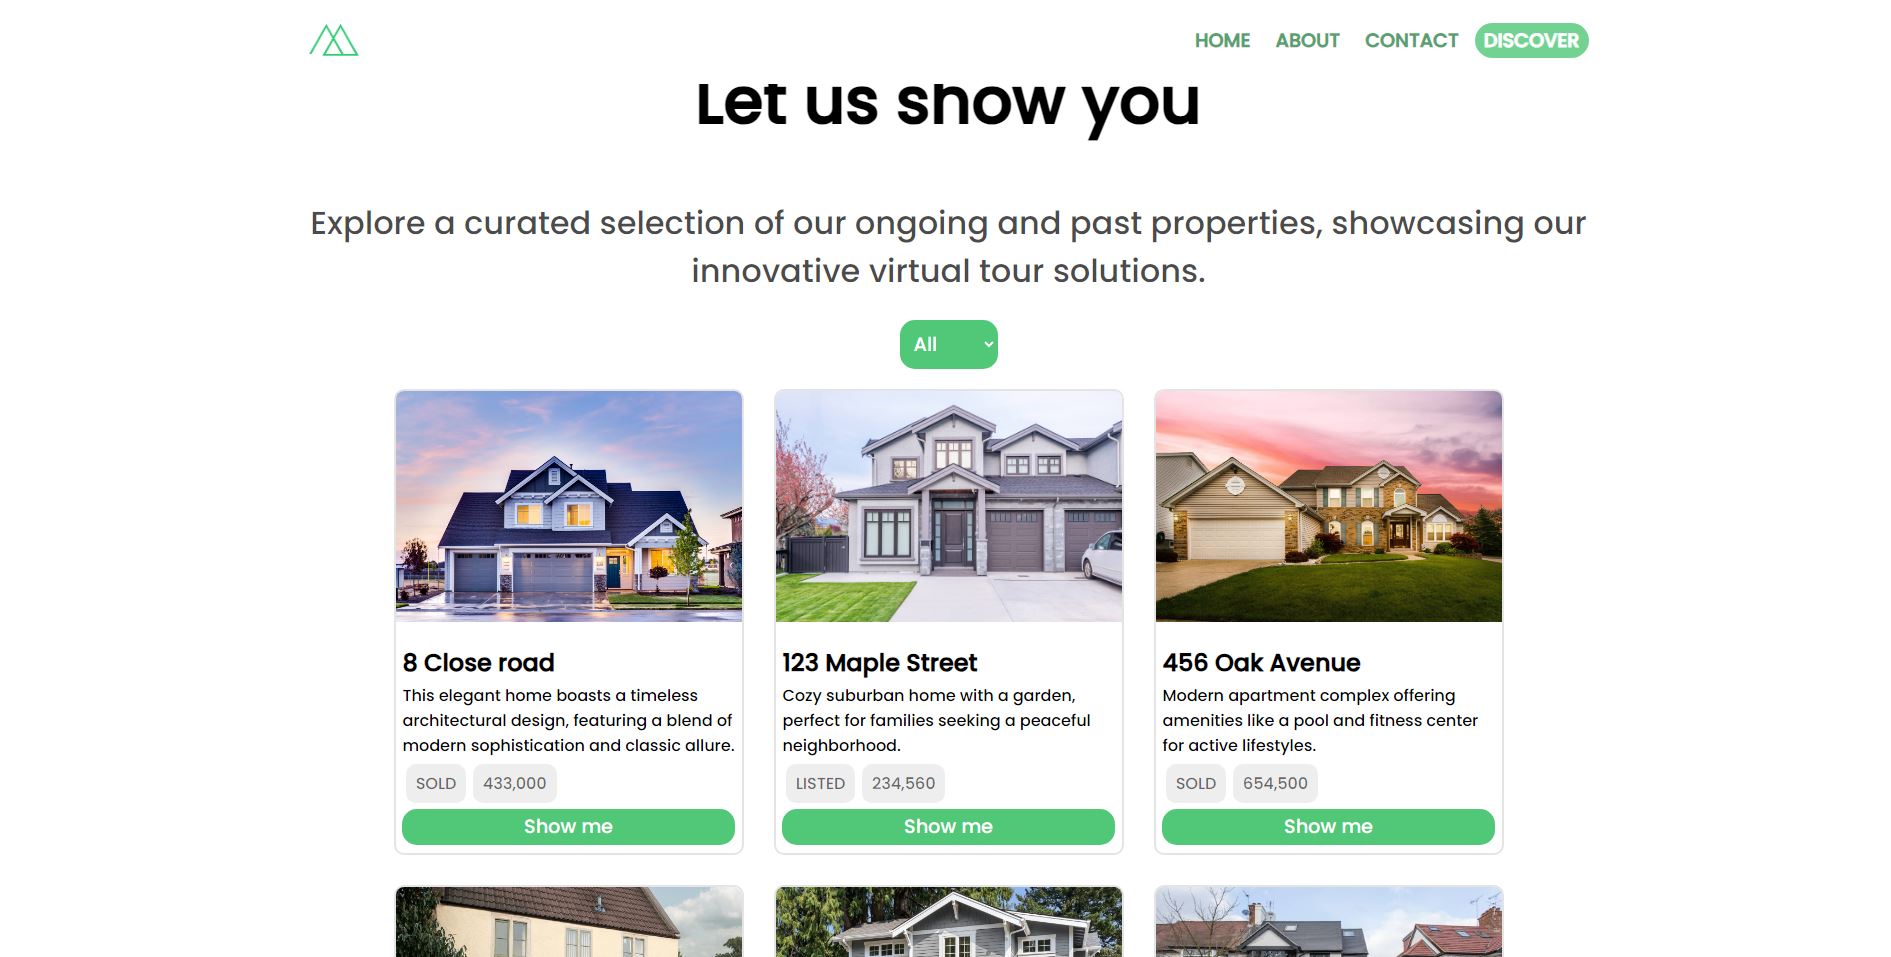 HOME ABOUT CONTACT DISCOVER
Let us show you
Explore a curated selection of our ongoing and past properties, showcasing our
innovative virtual tour solutions.
All
8 Close road
This elegant home boasts a timeless
architectural design, featuring a blend of
modern sophistication and classic allure.
SOLD 433,000
Show me
123 Maple Street
Cozy suburban home with a garden,
perfect for families seeking a peaceful
neighborhood.
LISTED 234,560
Show me
456 Oak Avenue
Modern apartment complex offering
amenities like a pool and fitness center
for active lifestyles.
SOLD 654,500
Show me